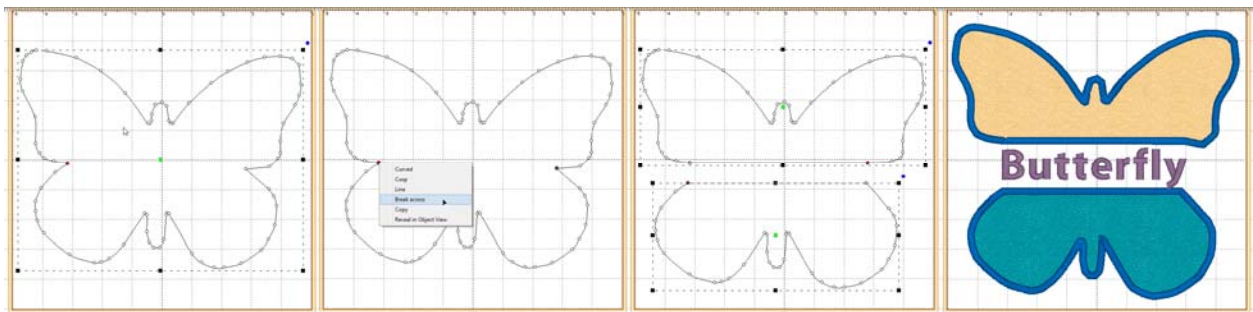 Curved
Cusp
Line
Break across
Copy
Reveal in Object View
Butterfly